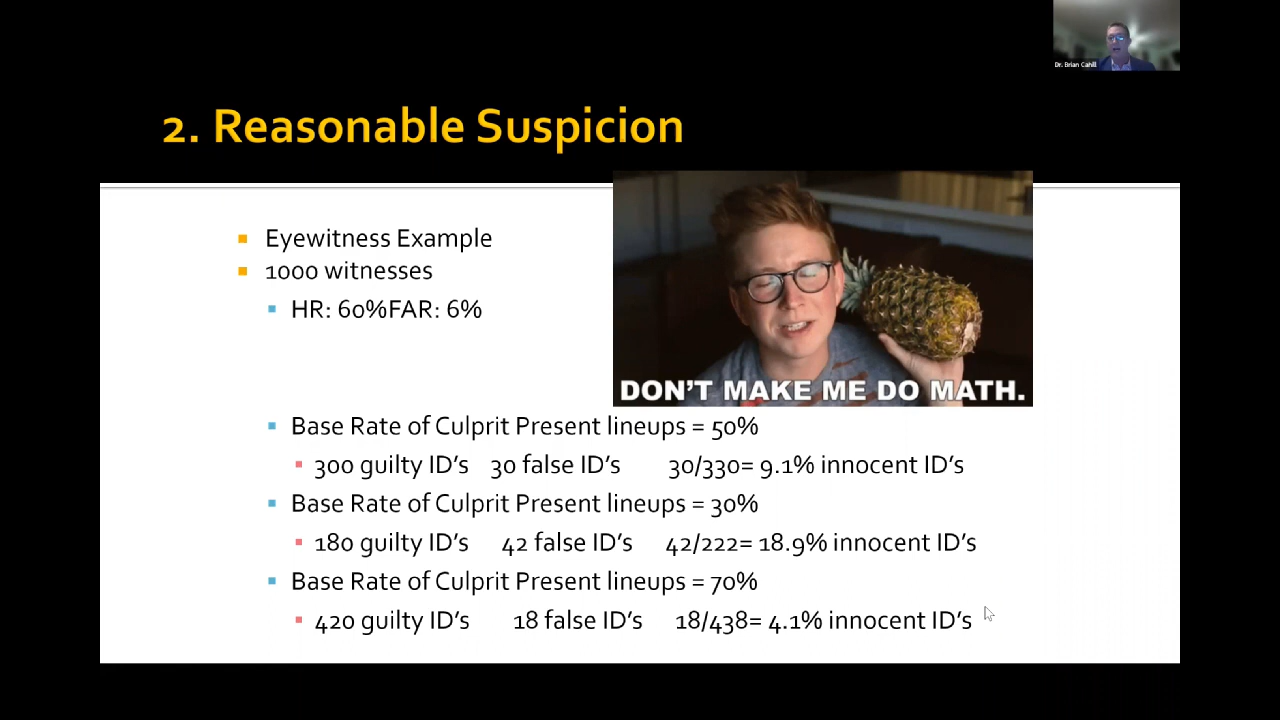 Dr. Brian Cahill
2. Reasonable Suspicion
Eyewitness Example
1000 witnesses
HR: 60%FAR: 6%
DON'T MAKE ME DO MATH.
Base Rate of Culprit Present lineups = 50%
300 guilty ID's 30 false ID's 30/330= 9.1% innocent ID's
Base Rate of Culprit Present lineups = 30%
180 guilty ID's 42 false ID's 42/222= 18.9% innocent ID's
Base Rate of Culprit Present lineups = 70%
420 guilty ID's 18 false ID's 18/438= 4.1% innocent ID's